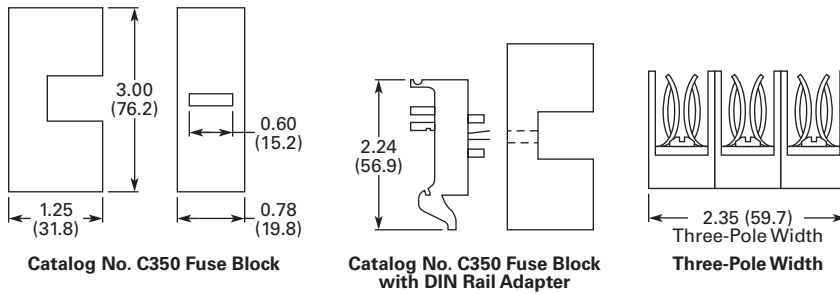 3.00
(76.2)
0.60
(15.2)
1.25
(31.8)
0.78
(19.8)
Catalog No. C350 Fuse Block
2.24
(56.9)
Catalog No. C350 Fuse Block
with DIN Rail Adapter
2.35 (59.7)
Three-Pole Width
Three-Pole Width